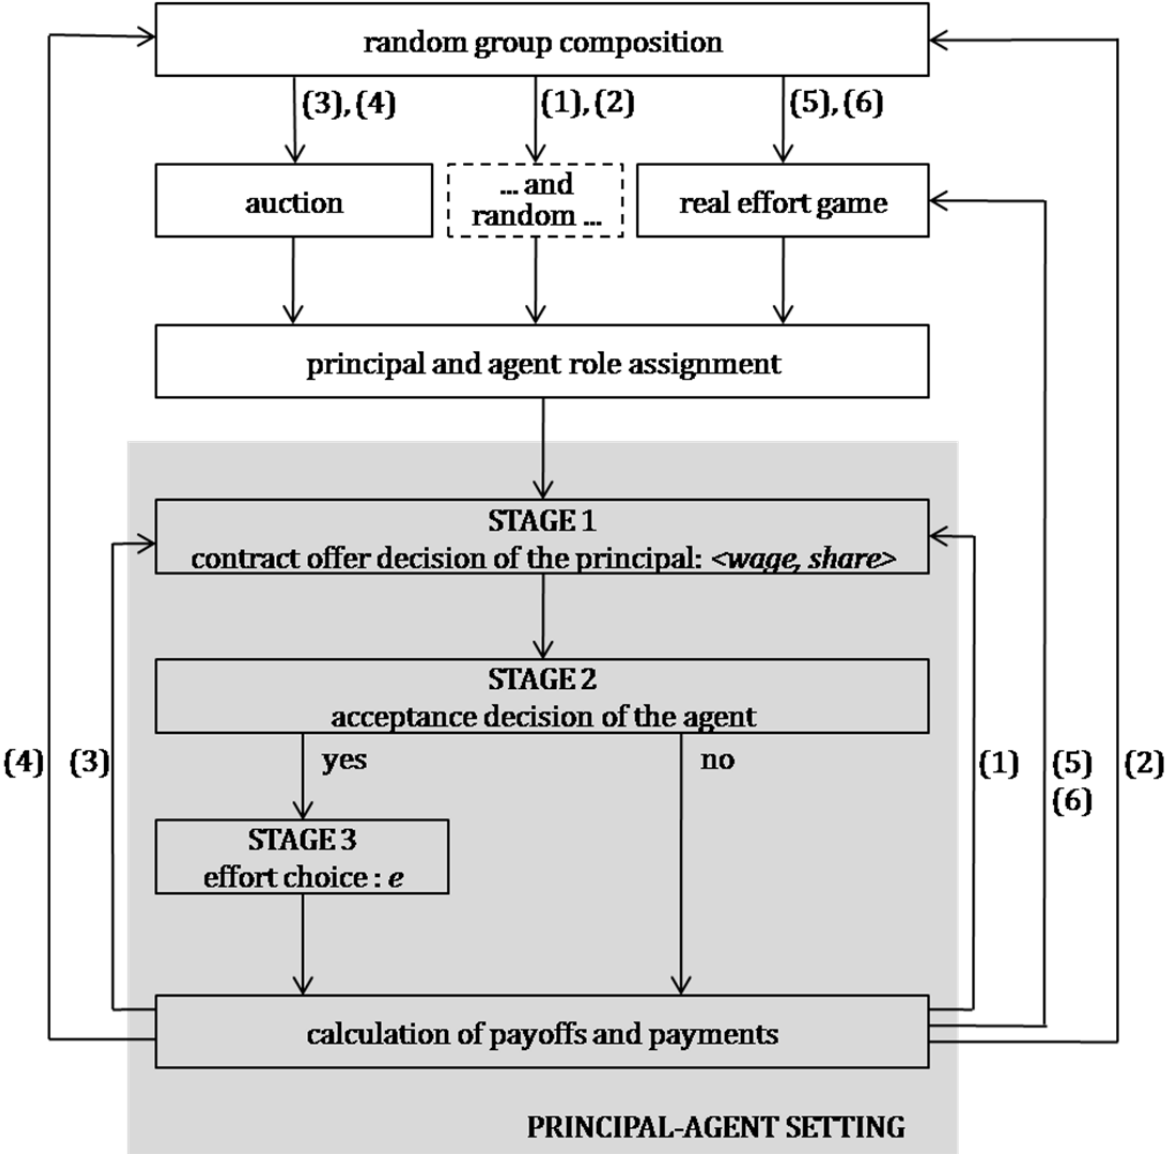 random group composition
(3), (4)
(1), (2)
(5), (6)
auction
... and
random ...
real effort game
principal and agent role assignment
STAGE 1
contract offer decision of the principal: <wage, share>
STAGE 2
acceptance decision of the agent
yes
no
(4)
(3)
(1)
(5)
(6)
(2)
STAGE 3
effort choice : e
calculation of payoffs and payments
PRINCIPAL-AGENT SETTING